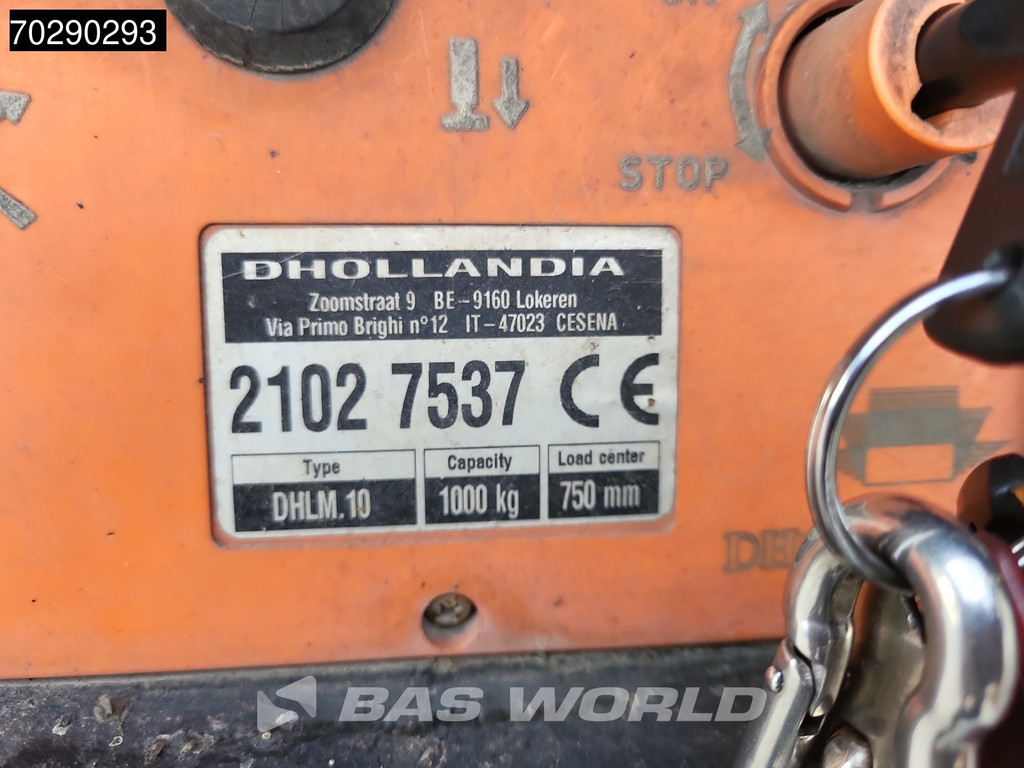 70290293
STOP
DHOLLANDIA
Zoomstraat 9 BE-9160 Lokeren
Via Primo Brighi n°12 IT-47023 CESENA
2102 7537 CE
Type Capacity Load center
DHLM.10 1000 kg 750 mm
BAS WORLD